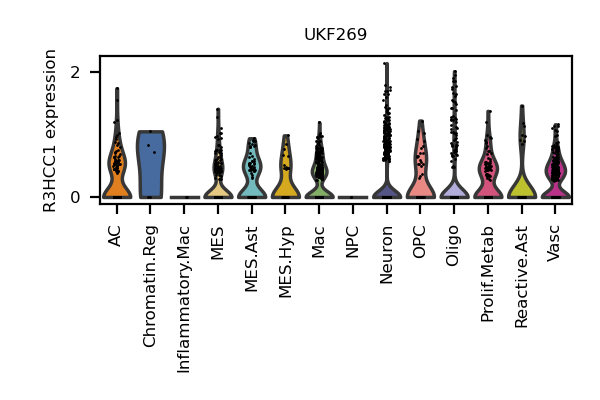 UKF269
R3HCC1 expression
2
0
AC
Chromatin.Reg
Inflammatory.Mac
MES
MES.Ast
MES.Hyp
Mac
NPC
Neuron
OPC
Oligo
Prolif.Metab
Reactive.Ast
Vasc